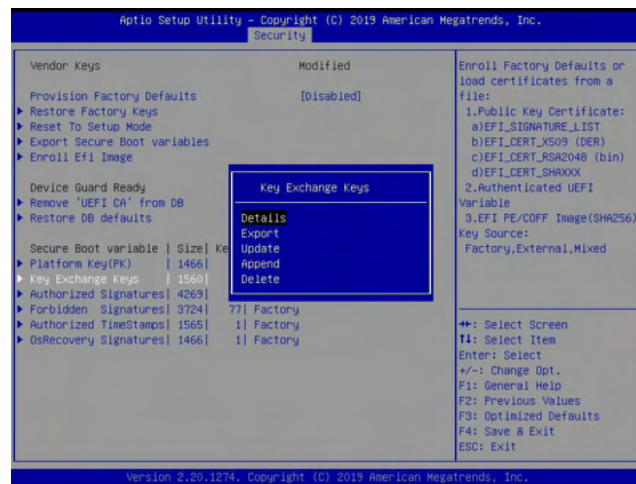 Aptio Setup Utility – Copyright (C) 2019 American Megatrends, Inc.
Security
Vendor Keys Modified
Provision Factory Defaults [Disabled]
Restore Factory Keys
Reset To Setup Mode
Export Secure Boot variables
Enroll Efi Image
Device Guard Ready
Remove 'UEFI CA' from DB
Restore DB defaults
Secure Boot variable | Size| Ke
Platform Key(PK) | 1466|
Key Exchange Keys | 1560|
Authorized Signatures| 4269|
Forbidden Signatures| 3724| 77| Factory
Authorized TimeStamps| 1565| 1| Factory
OsRecovery Signatures| 1466| 1| Factory
Key Exchange Keys
Details
Export
Update
Append
Delete
Enroll Factory Defaults or
load certificates from a
file:
1.Public Key Certificate:
a)EFI_SIGNATURE_LIST
b)EFI_CERT_X509 (DER)
c)EFI_CERT_RSA2048 (bin)
d)EFI_CERT_SHAXXX
2.Authenticated UEFI
Variable
3.EFI PE/COFF Image(SHA256)
Key Source:
Factory,External,Mixed
↔: Select Screen
↑↓: Select Item
Enter: Select
+/-: Change Opt.
F1: General Help
F2: Previous Values
F3: Optimized Defaults
F4: Save & Exit
ESC: Exit
Version 2.20.1274. Copyright (C) 2019 American Megatrends, Inc.